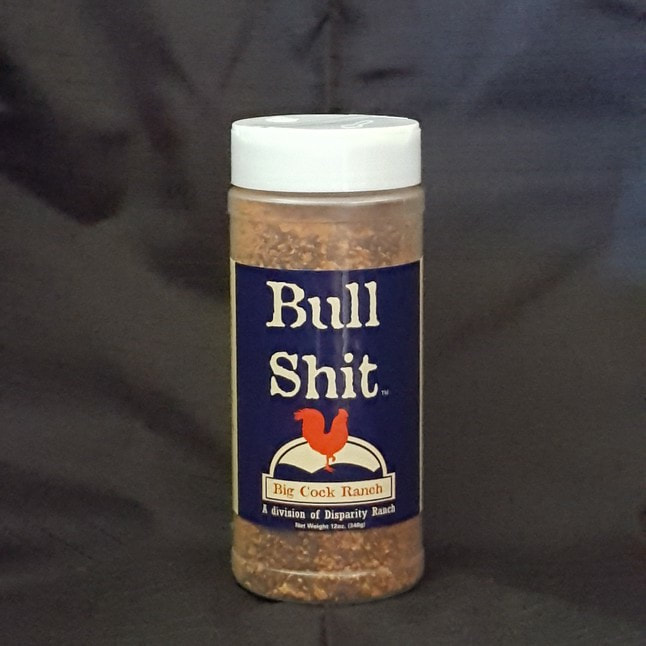 Bull
Shit™
Big Cock Ranch
A division of Disparity Ranch
Net Weight 12oz. (340g)